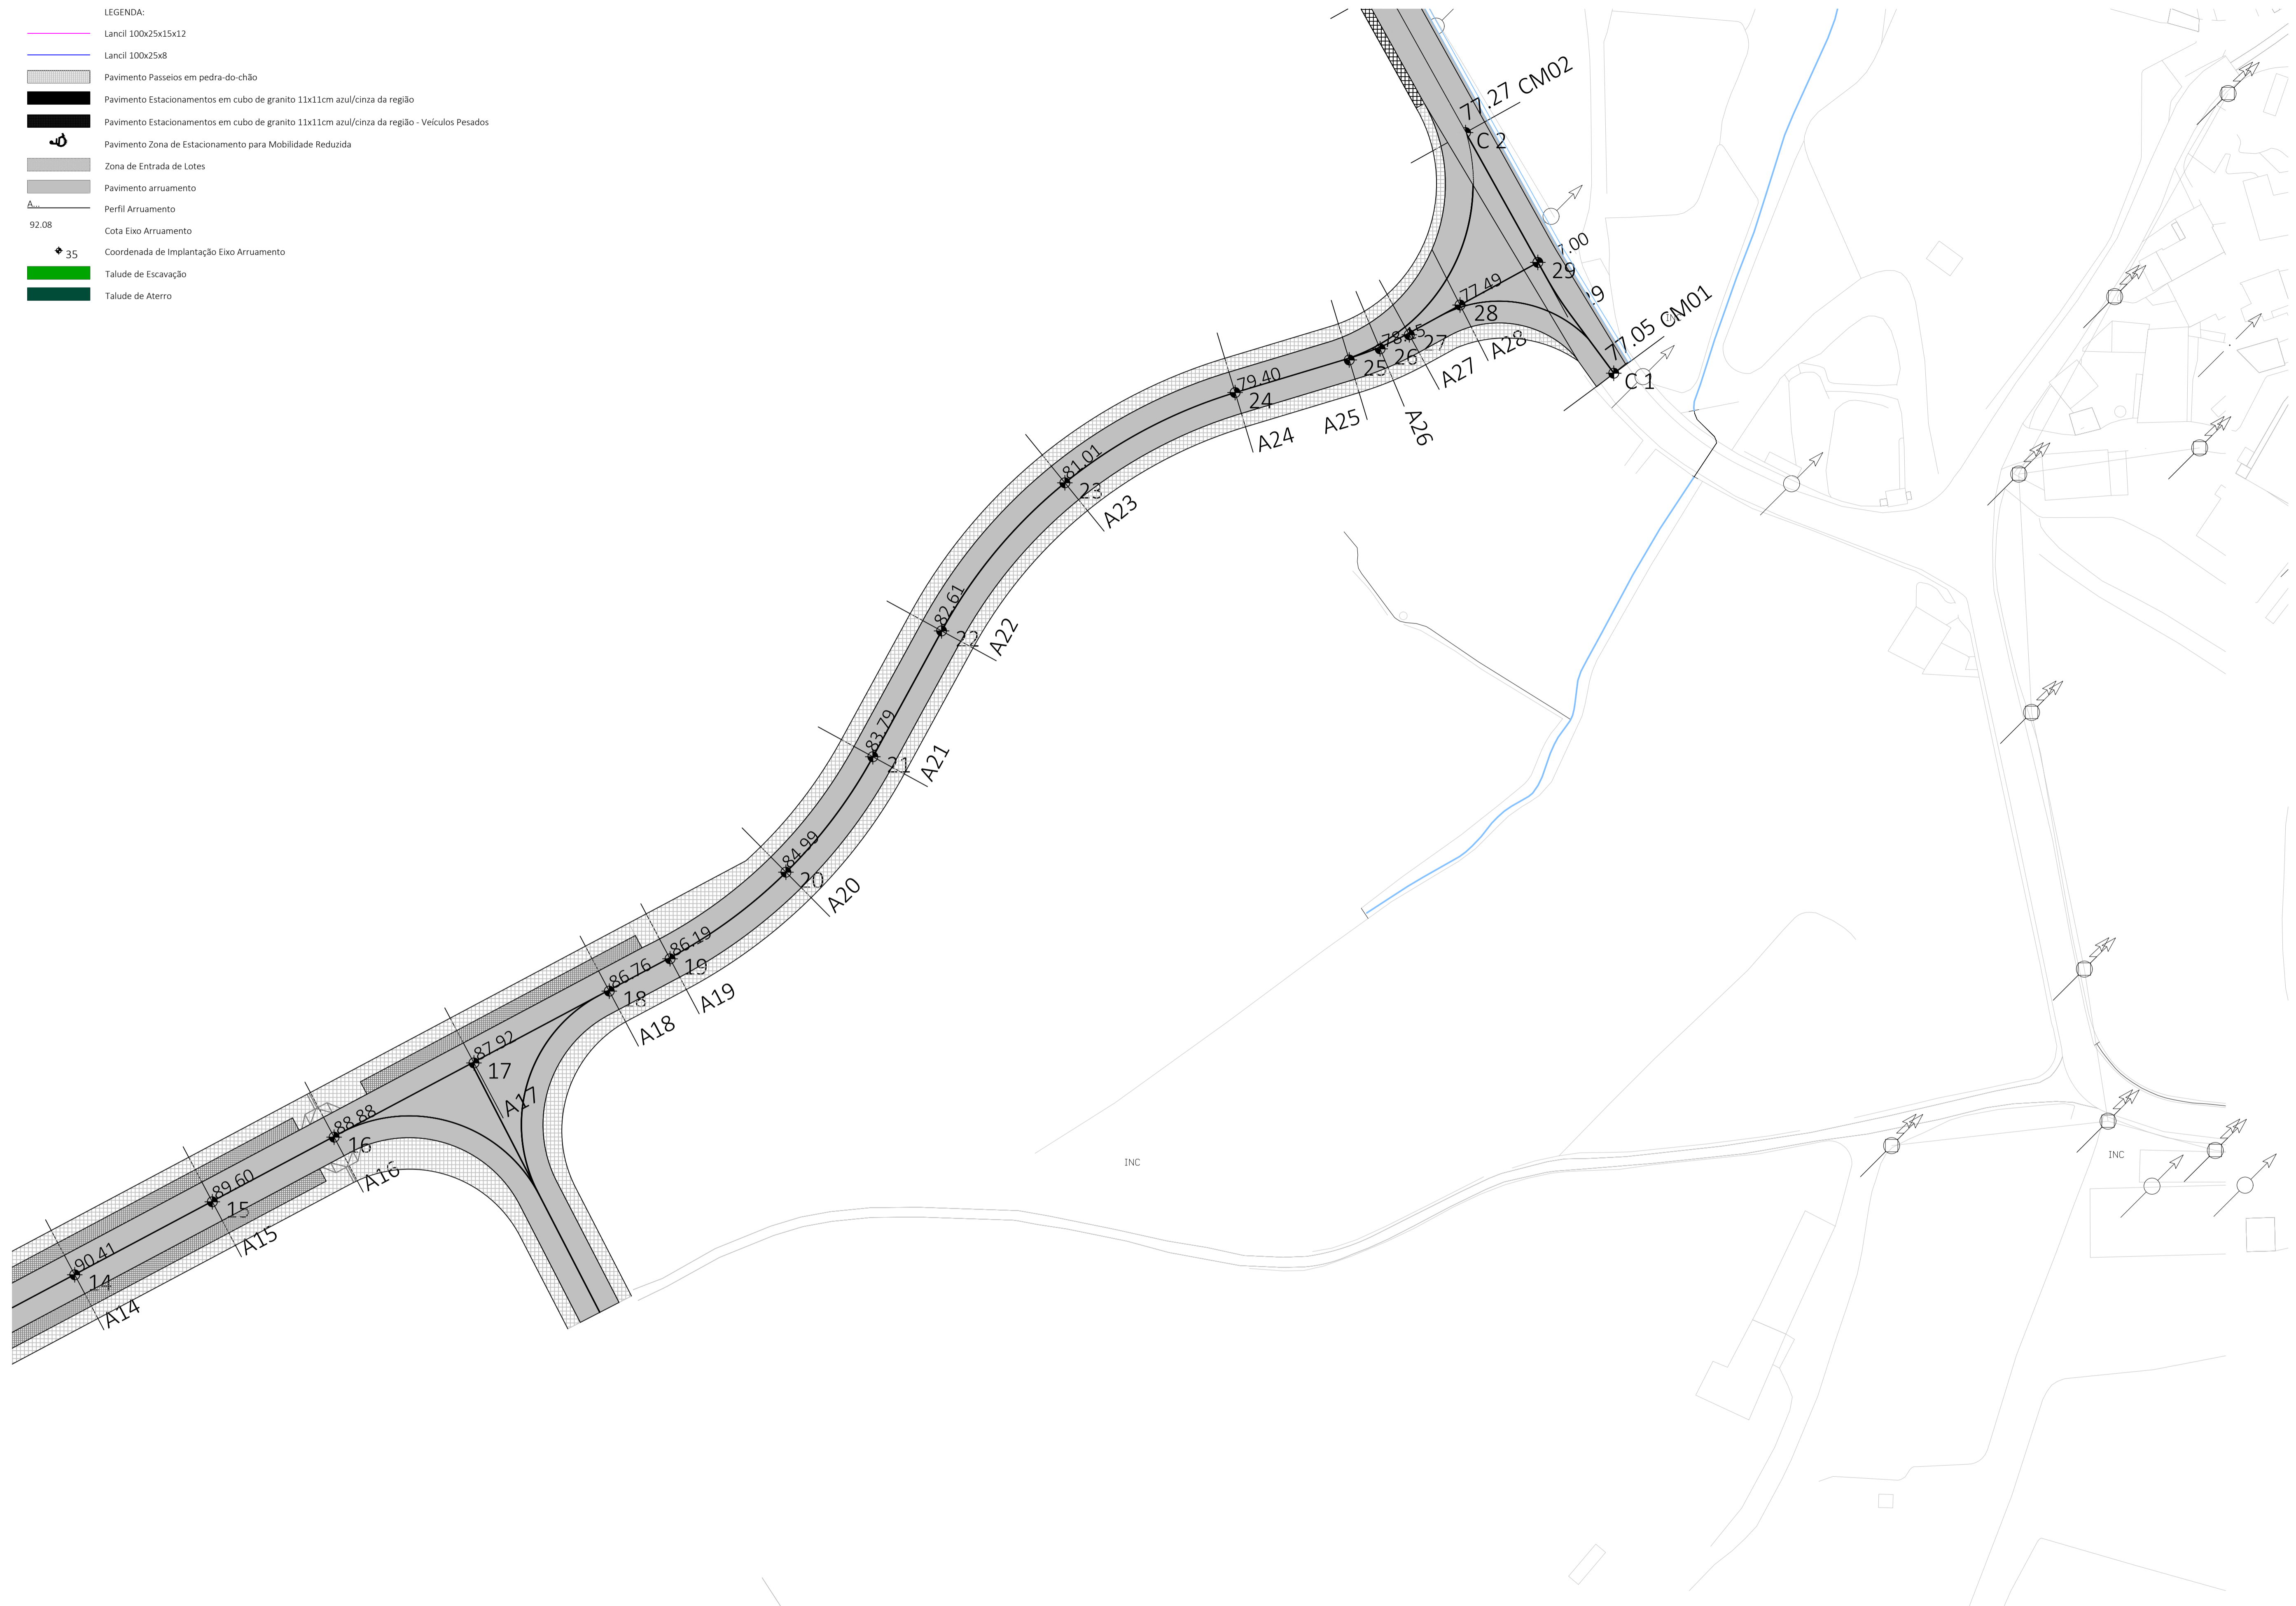 LEGENDA:
Lancil 100x25x15x12
Lancil 100x25x8
Pavimento Passeios em pedra-do-chão
Pavimento Estacionamentos em cubo de granito 11x11cm azul/cinza da região
Pavimento Estacionamentos em cubo de granito 11x11cm azul/cinza da região - Veículos Pesados
Pavimento Zona de Estacionamento para Mobilidade Reduzida
Zona de Entrada de Lotes
Pavimento arruamento
A... Perfil Arruamento
92.08 Cota Eixo Arruamento
35 Coordenada de Implantação Eixo Arruamento
Talude de Escavação
Talude de Aterro
77.27 CM02
C 2
29
77.05 CM01
C 1
77.49
28
A28
27
A27
26
A26
25
A25
79.40
24
A24
81.01
23
A23
82.61
22
A22
83.79
21
A21
84.99
20
A20
86.19
19
A19
86.76
18
A18
87.92
17
A17
88.88
16
A16
89.60
15
A15
90.41
14
A14
INC
INC